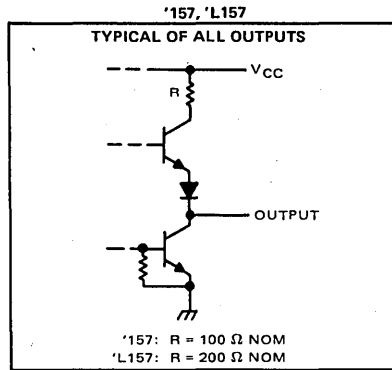 '157, 'L157
TYPICAL OF ALL OUTPUTS
VCC
R
OUTPUT
'157: R = 100 Ω NOM
'L157: R = 200 Ω NOM